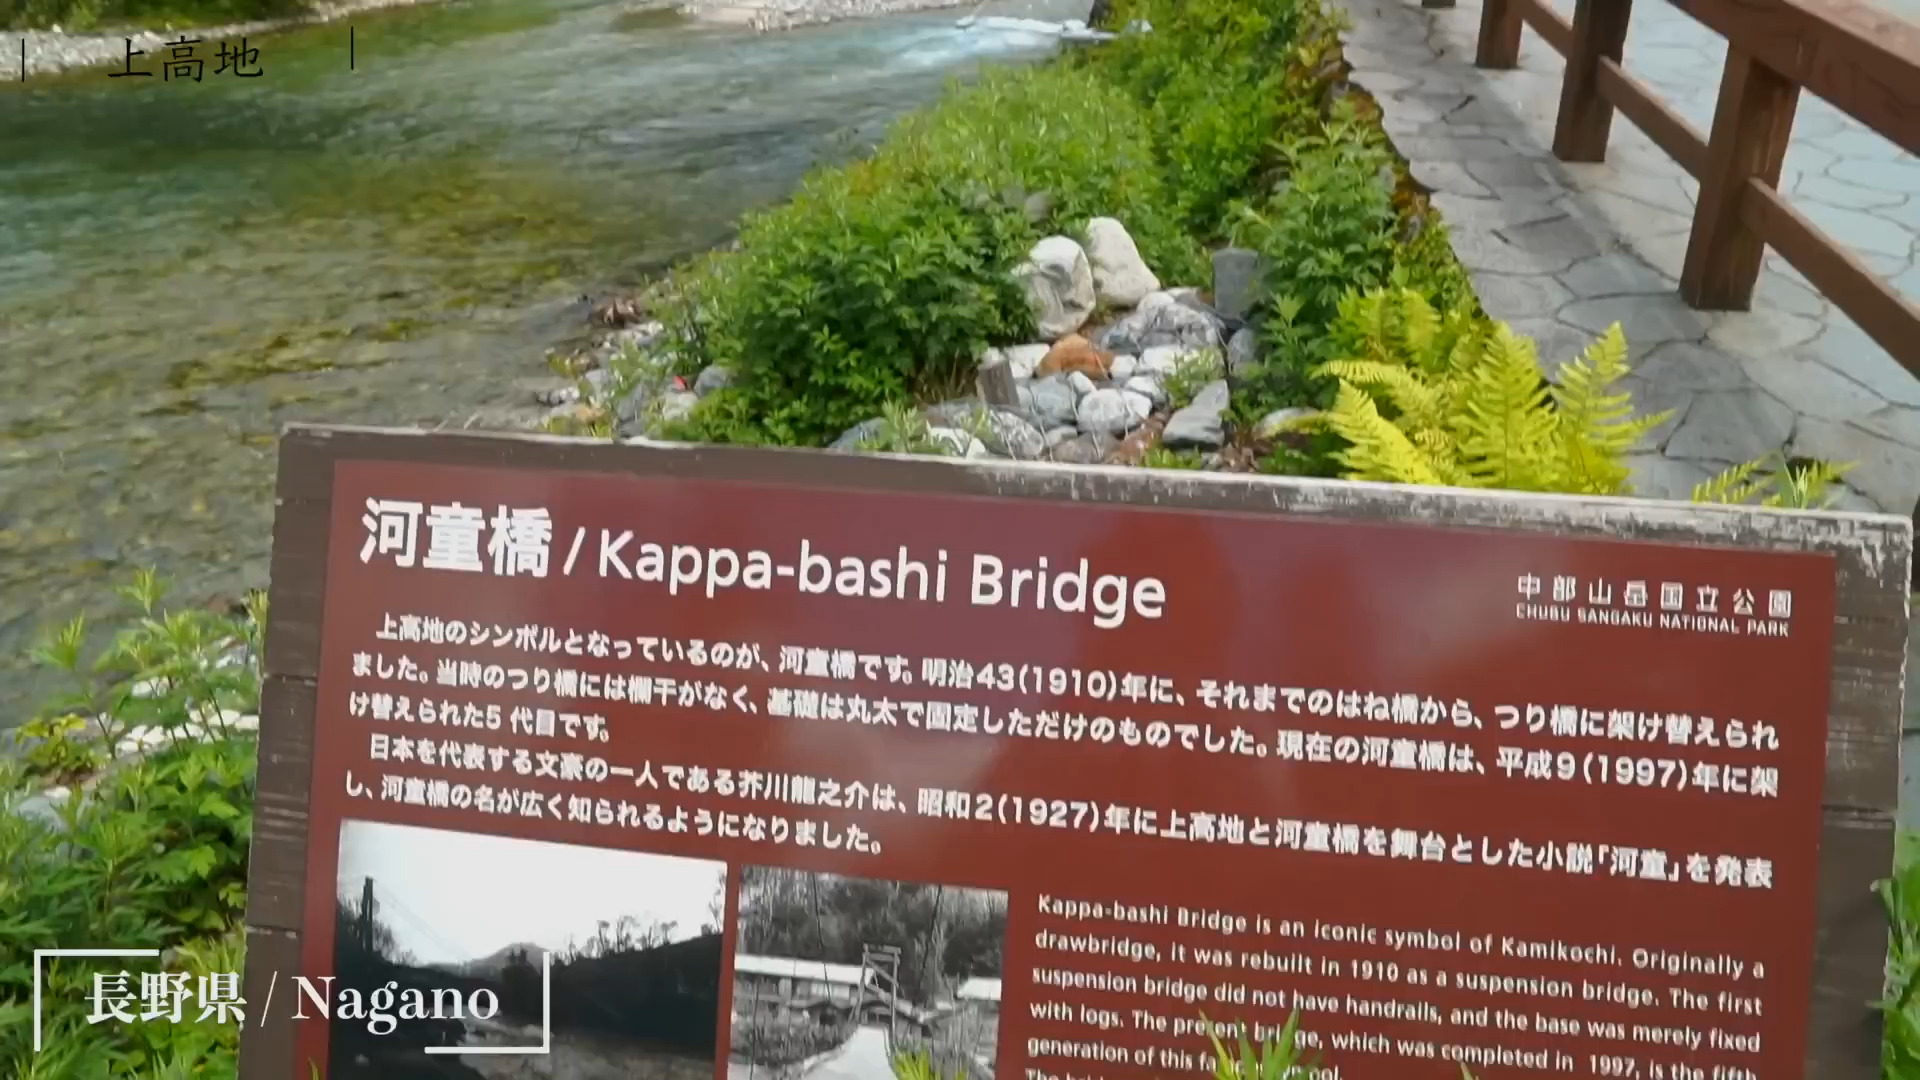 上高地
河童橋 / Kappa-bashi Bridge
中部山岳国立公園
CHUBU SANGAKU NATIONAL PARK
上高地のシンボルとなっているのが、河童橋です。明治43(1910)年に、それまでのはね橋から、つり橋に架け替えられ
ました。当時のつり橋には欄干がなく、基礎は丸太で固定しただけのものでした。現在の河童橋は、平成9(1997)年に架
け替えられた5代目です。
日本を代表する文豪の一人である芥川龍之介は、昭和2(1927)年に上高地と河童橋を舞台とした小説「河童」を発表
し、河童橋の名が広く知られるようになりました。
Kappa-bashi Bridge is an iconic symbol of Kamikochi. Originally a
drawbridge, it was rebuilt in 1910 as a suspension bridge. The first
suspension bridge did not have handrails, and the base was merely fixed
with logs. The present bridge, which was completed in 1997, is the fifth
generation of this
長野県 / Nagano